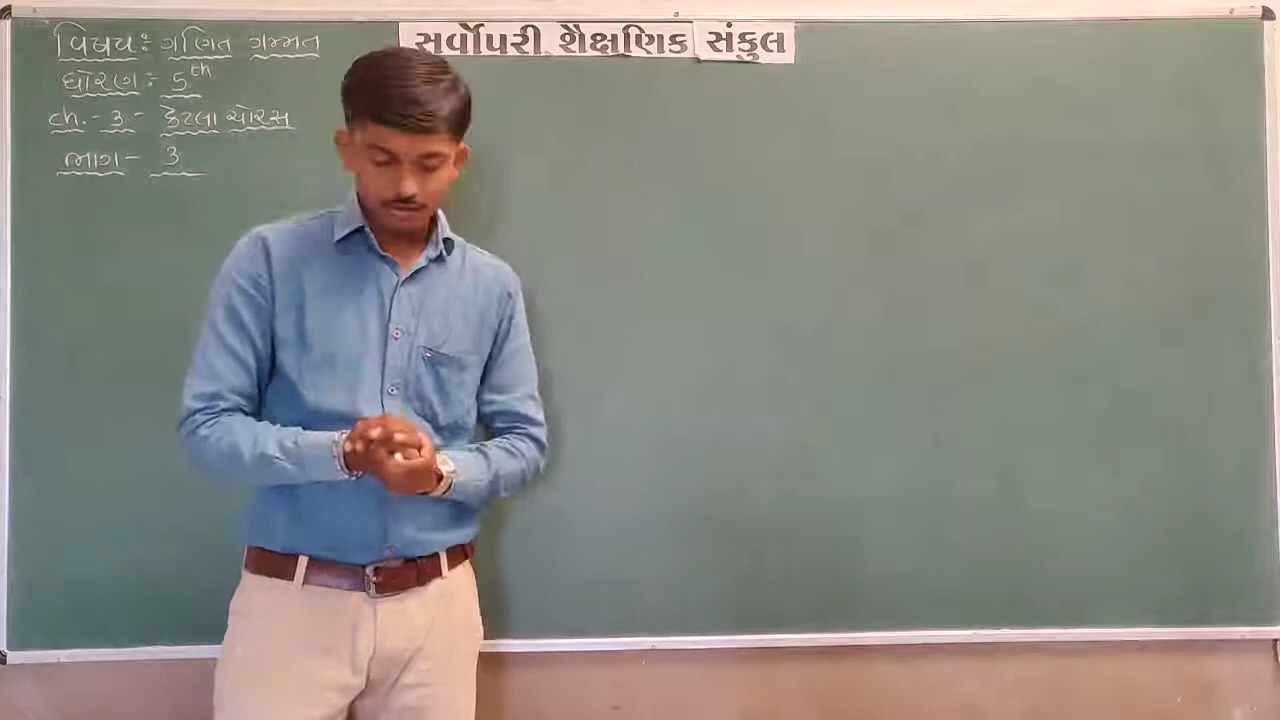 વિષય : ગણિત ગમ્મત
સર્વોપરી શૈક્ષણિક સંકુલ
ધોરણ : 5th
ch. - 3 - કેટલા ચોરસ
ભાગ - 3